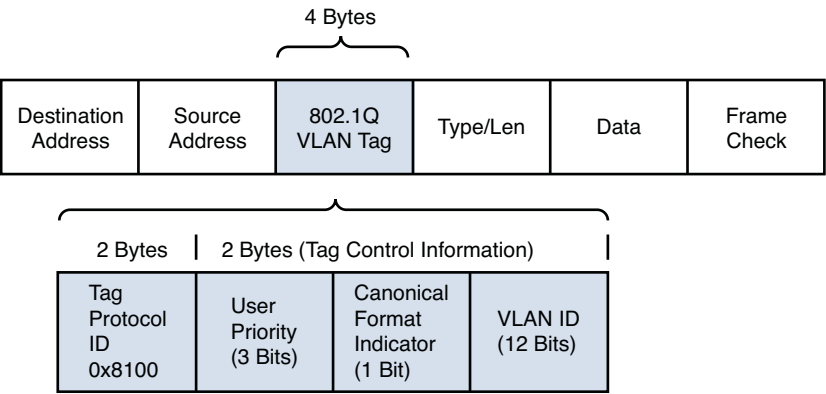 4 Bytes
Destination
Address
Source
Address
802.1Q
VLAN Tag
Type/Len
Data
Frame
Check
2 Bytes
2 Bytes (Tag Control Information)
Tag
Protocol
ID
0x8100
User
Priority
(3 Bits)
Canonical
Format
Indicator
(1 Bit)
VLAN ID
(12 Bits)